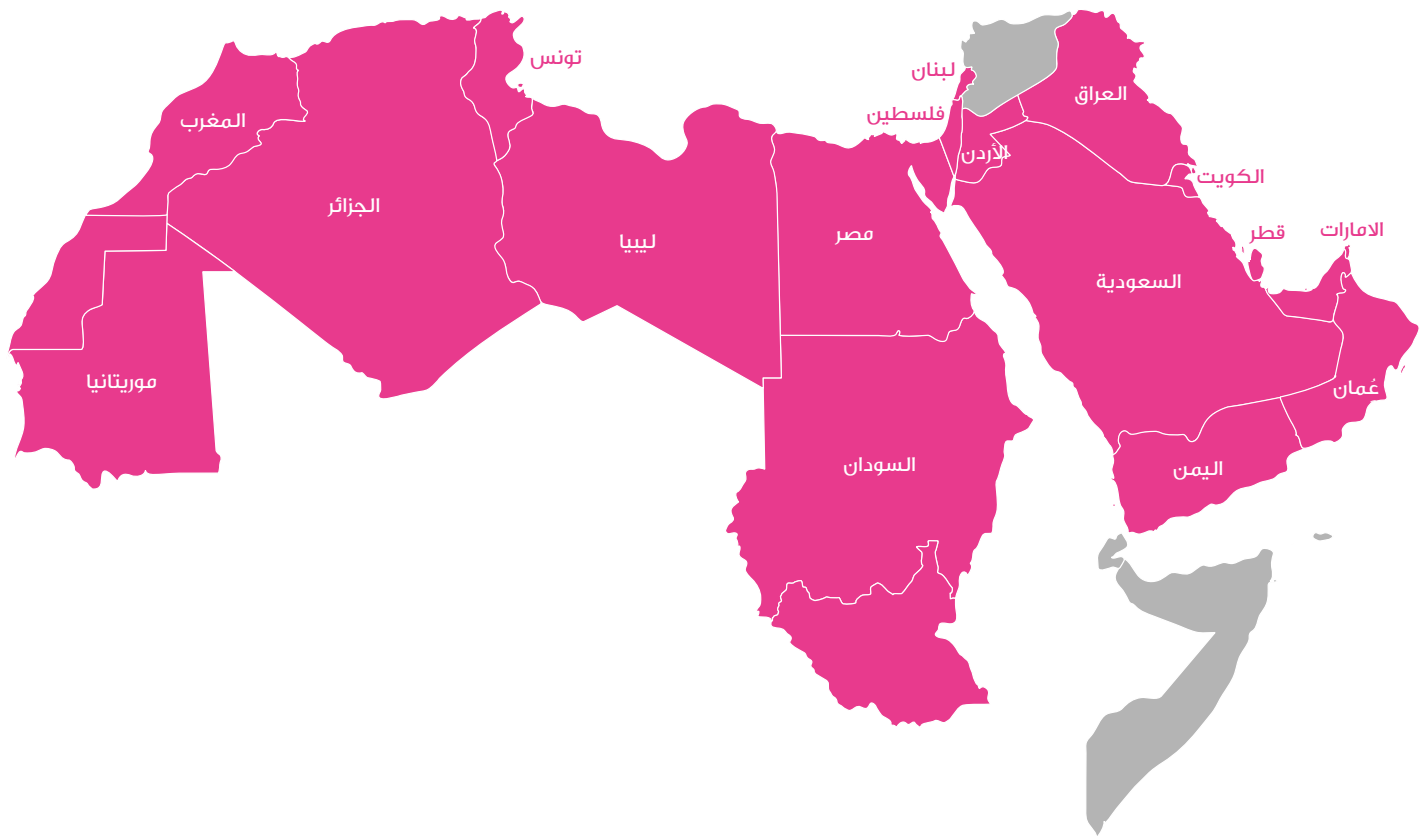 تونس
لبنان
العراق
فلسطين
المغرب
الأردن
الكويت
الجزائر
الامارات
قطر
مصر
ليبيا
السعودية
موريتانيا
عُمان
السودان
اليمن